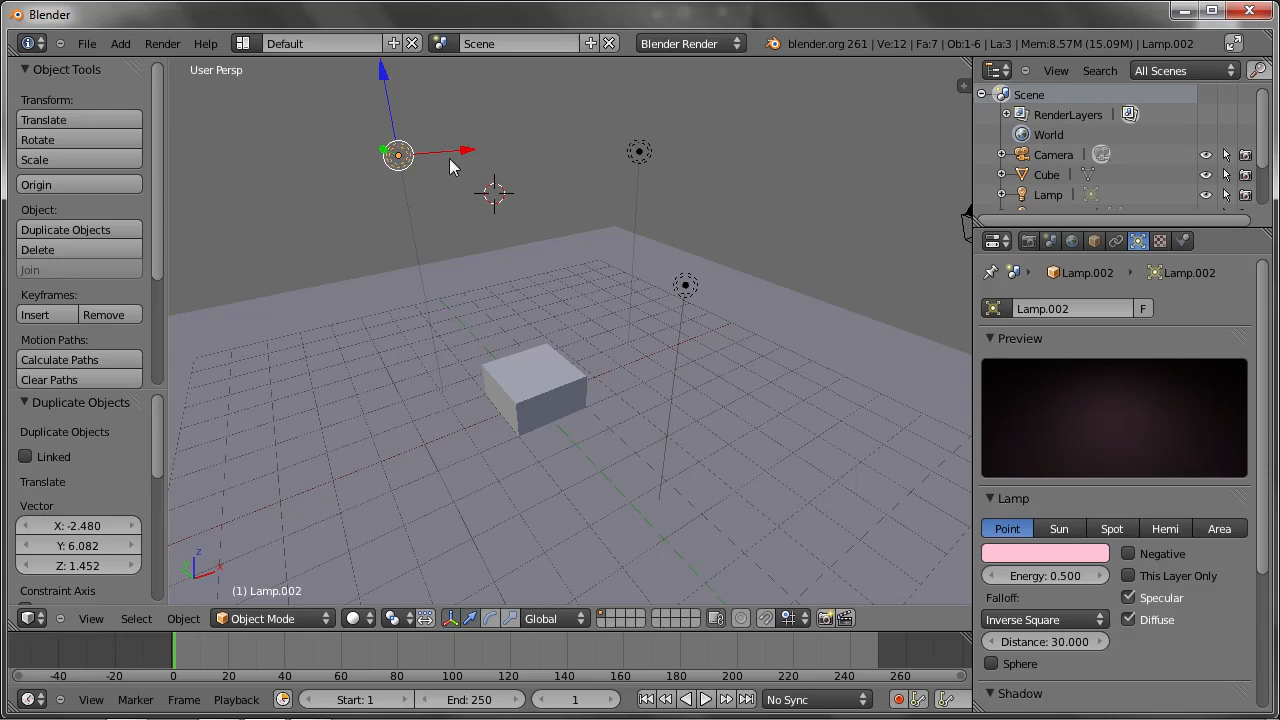 Blender
File Add Render Help Default Scene Blender Render blender.org 261 | Ve:12 | Fa:7 | Ob:1-6 | La:3 | Mem:8.57M (15.09M) | Lamp.002
Object Tools
Transform:
Translate
Rotate
Scale
Origin
Object:
Duplicate Objects
Delete
Join
Keyframes:
Insert Remove
Motion Paths:
Calculate Paths
Clear Paths
Duplicate Objects
Duplicate Objects
Linked
Translate
Vector
X: -2.480
Y: 6.082
Z: 1.452
Constraint Axis
User Persp
z
x
(1) Lamp.002
View Select Object Object Mode Global
View Search All Scenes
Scene
RenderLayers
World
Camera
Cube
Lamp
Lamp.002 Lamp.002
Lamp.002 F
Preview
Lamp
Point Sun Spot Hemi Area
Negative
Energy: 0.500 This Layer Only
Falloff: Specular
Inverse Square Diffuse
Distance: 30.000
Sphere
Shadow
-40 -20 0 20 40 60 80 100 120 140 160 180 200 220 240 260
View Marker Frame Playback Start: 1 End: 250 1 No Sync